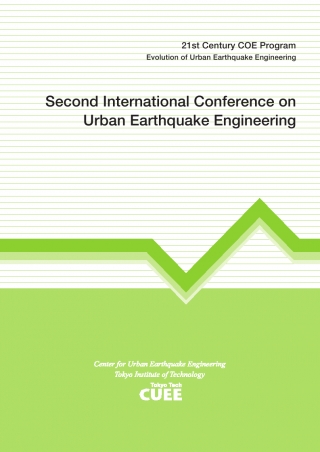 21st Century COE Program
Evolution of Urban Earthquake Engineering
Second International Conference on
Urban Earthquake Engineering
Center for Urban Earthquake Engineering
Tokyo Institute of Technology
Tokyo Tech
CUEE